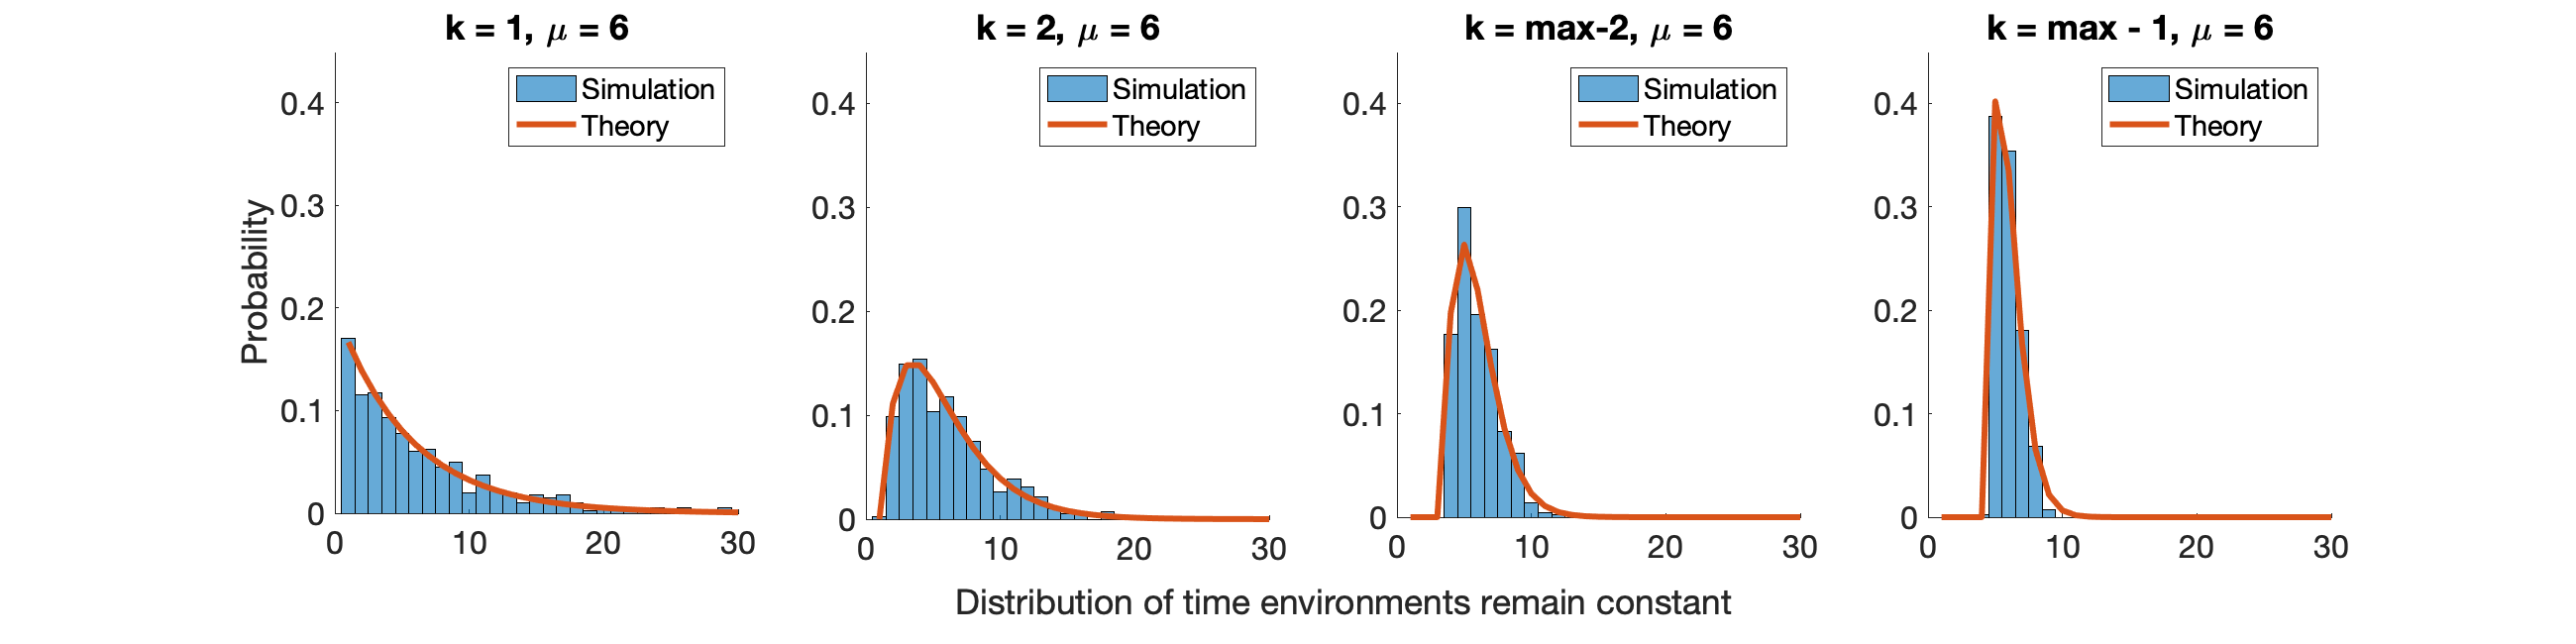 k = 1, μ = 6
Simulation
Theory
0.4
0.3
0.2
0.1
0
0 10 20 30
Probability
k = 2, μ = 6
Simulation
Theory
0.4
0.3
0.2
0.1
0
0 10 20 30
k = max-2, μ = 6
Simulation
Theory
0.4
0.3
0.2
0.1
0
0 10 20 30
k = max - 1, μ = 6
Simulation
Theory
0.4
0.3
0.2
0.1
0
0 10 20 30
Distribution of time environments remain constant